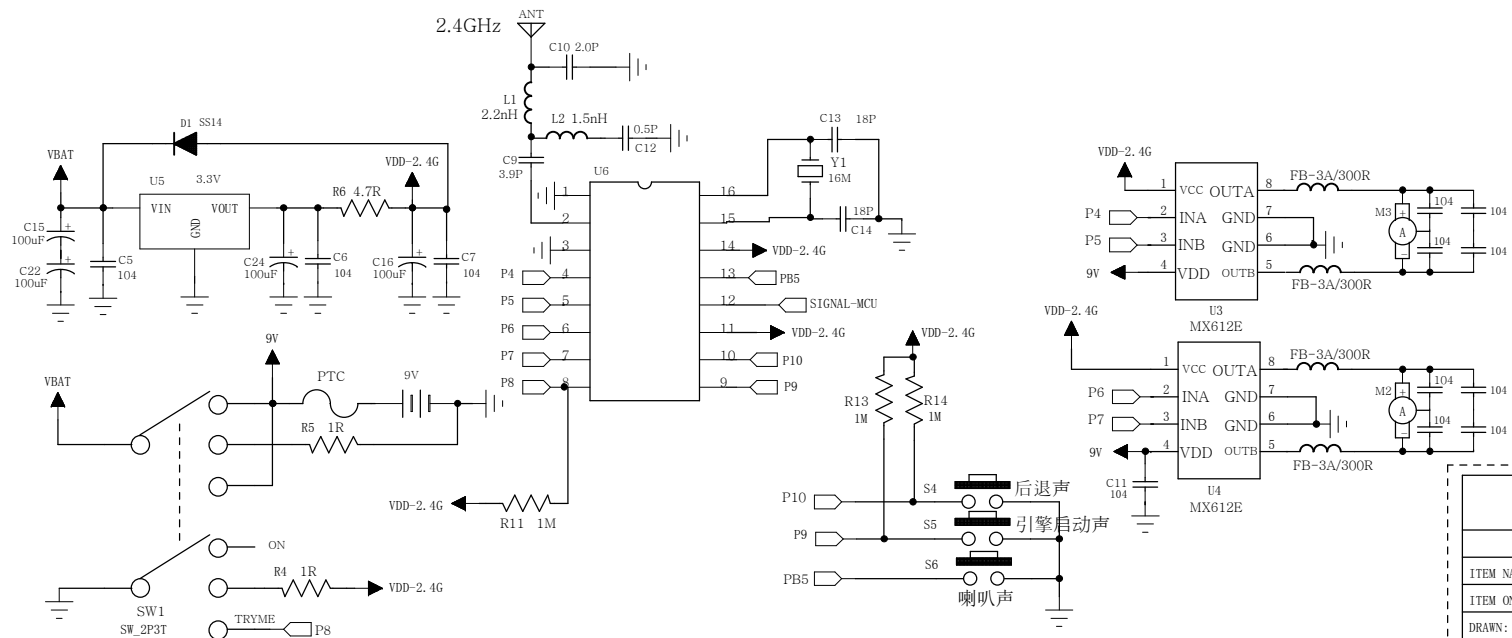 2.4GHz
ANT
C10 2.0P
L1
2.2nH
L2 1.5nH
0.5P
C12
C9
3.9P
D1 SS14
VBAT
U5 3.3V
VIN VOUT
GND
R6 4.7R
VDD-2.4G
C15
100uF
C22
100uF
C5
104
C24
100uF
C6
104
C16
100uF
C7
104
+
+
+
+
U6
1
2
3
4
5
6
7
8
16
15
14
13
12
11
10
9
P4
P5
P6
P7
P8
C13 18P
Y1
16M
18P
C14
VDD-2.4G
PB5
SIGNAL-MCU
VDD-2.4G
P10
P9
VBAT
9V
PTC
9V
R5 1R
VDD-2.4G
R11 1M
ON
R4 1R
VDD-2.4G
SW1
SW_2P3T
TRYME
P8
VDD-2.4G
R13
1M
R14
1M
P10
S4
后退声
P9
S5
引擎启动声
PB5
S6
喇叭声
VDD-2.4G
1 VCC OUTA 8
P4 2 INA GND 7
P5 3 INB GND 6
9V 4 VDD OUTB 5
U3
MX612E
FB-3A/300R
FB-3A/300R
M3
+
A
-
104
104
104
104
VDD-2.4G
1 VCC OUTA 8
P6 2 INA GND 7
P7 3 INB GND 6
9V 4 VDD OUTB 5
U4
MX612E
C11
104
FB-3A/300R
FB-3A/300R
M2
+
A
-
104
104
104
104
ITEM NA
ITEM
DRAWN: